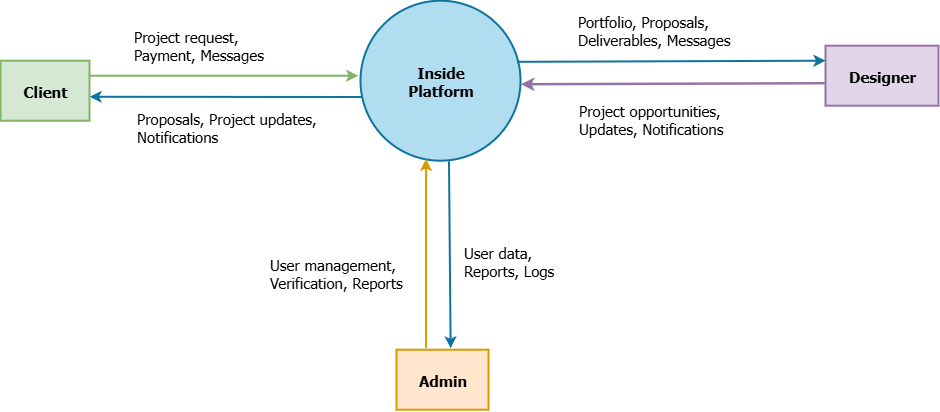 Project request,
Payment, Messages
Client
Proposals, Project updates,
Notifications
Inside
Platform
Portfolio, Proposals,
Deliverables, Messages
Designer
Project opportunities,
Updates, Notifications
User management,
Verification, Reports
User data,
Reports, Logs
Admin